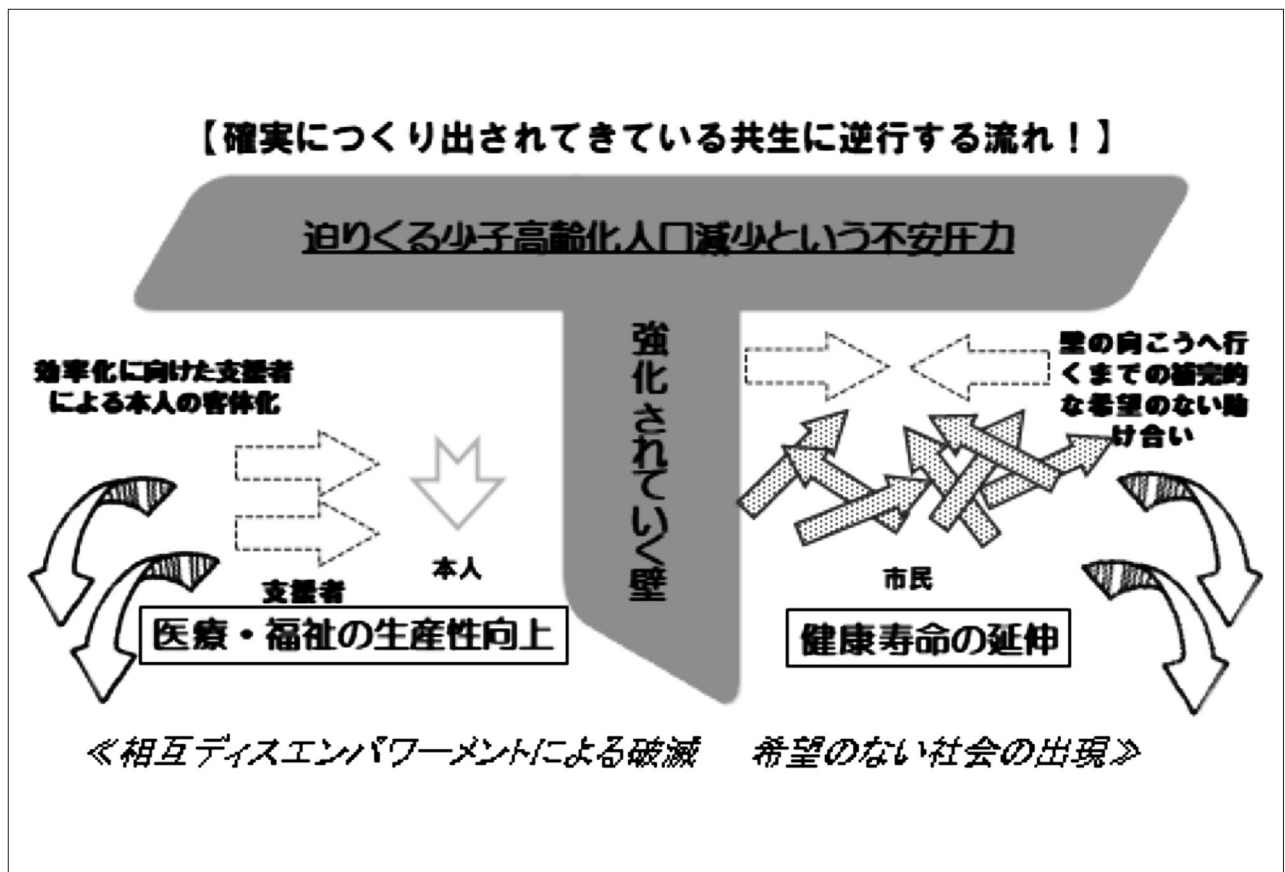 【確実につくり出されてきている共生に逆行する流れ！】
迫りくる少子高齢化人口減少という不安圧力
効率化に向けた支援者
による本人の客体化
本人
支援者
医療・福祉の生産性向上
強化されていく壁
壁の向こうへ行
くまでの補完的
な希望のない助
け合い
市民
健康寿命の延伸
≪相互ディスエンパワーメントによる破滅　希望のない社会の出現≫